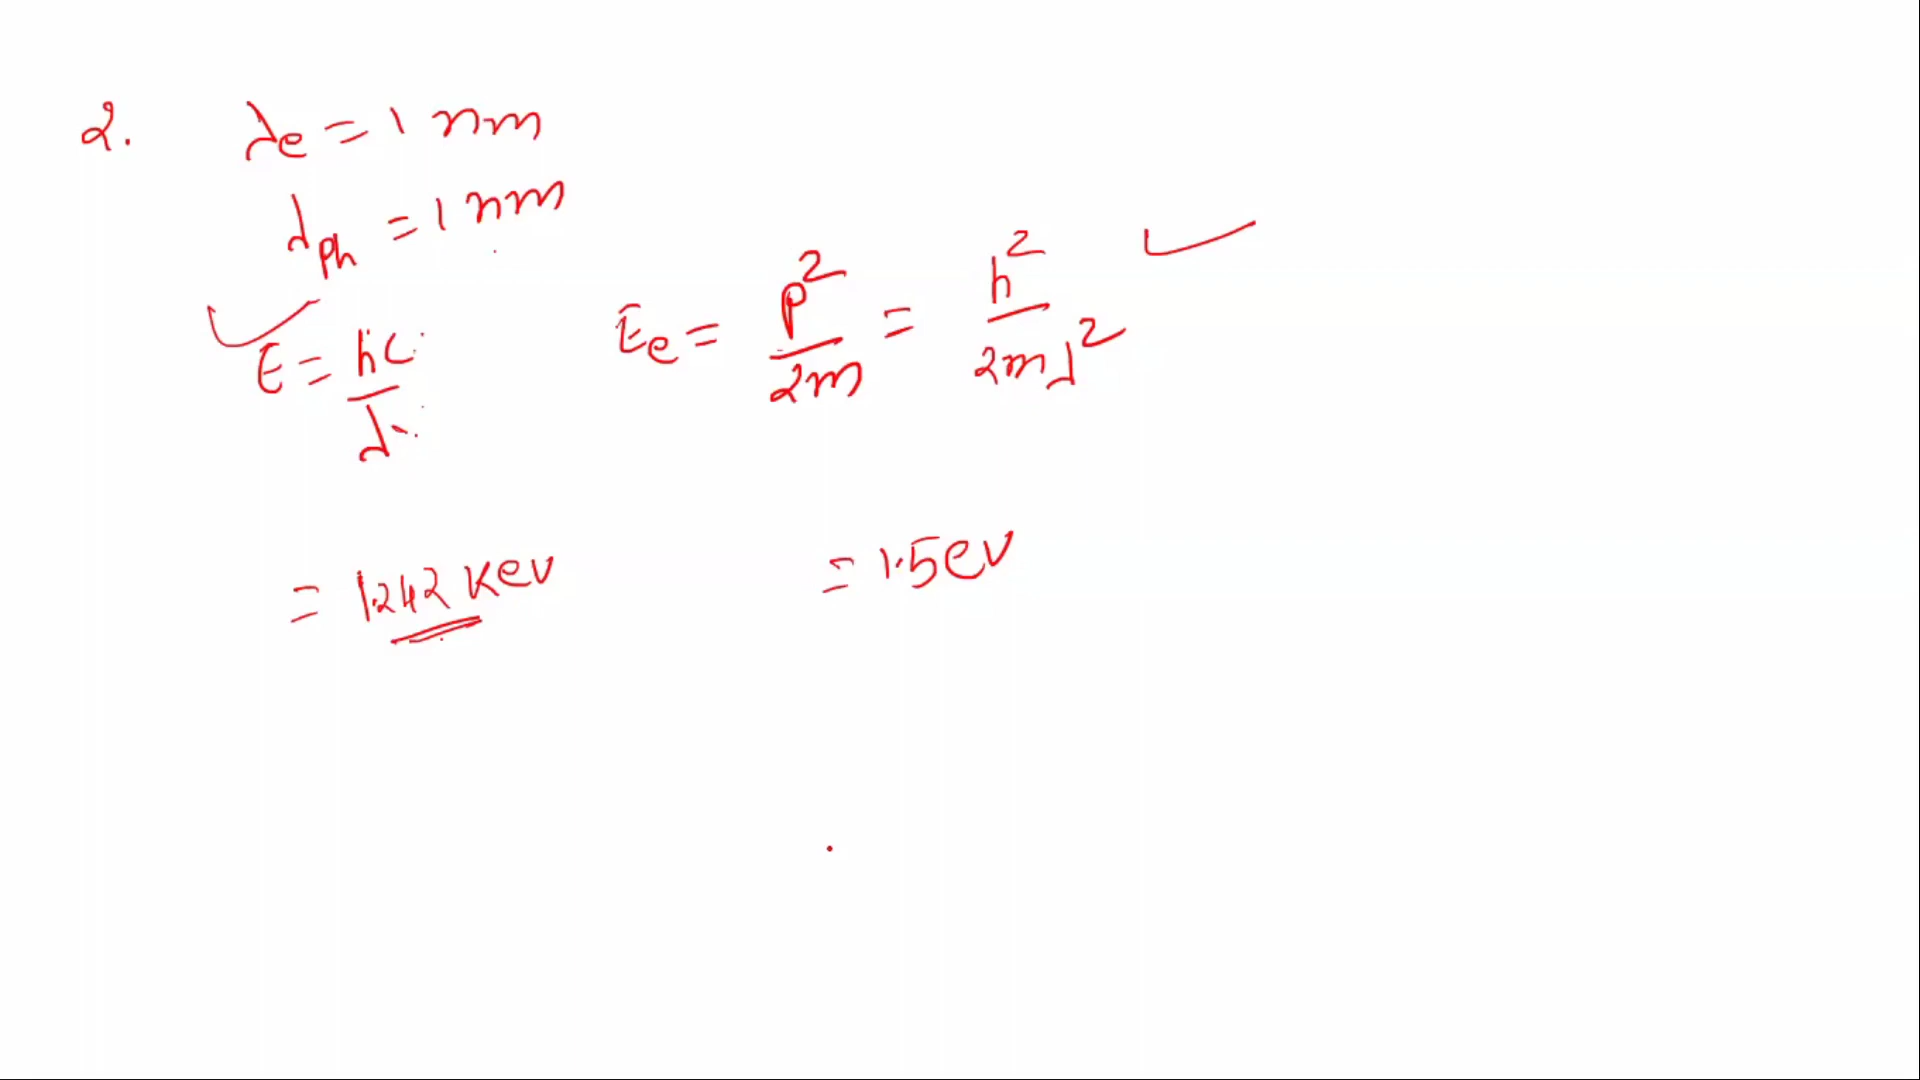 2. λe = 1 nm
λph = 1 nm
E = hc/λ
Ee = p²/2m = h²/2mλ²
= 1.242 Kev
= 1.5 ev